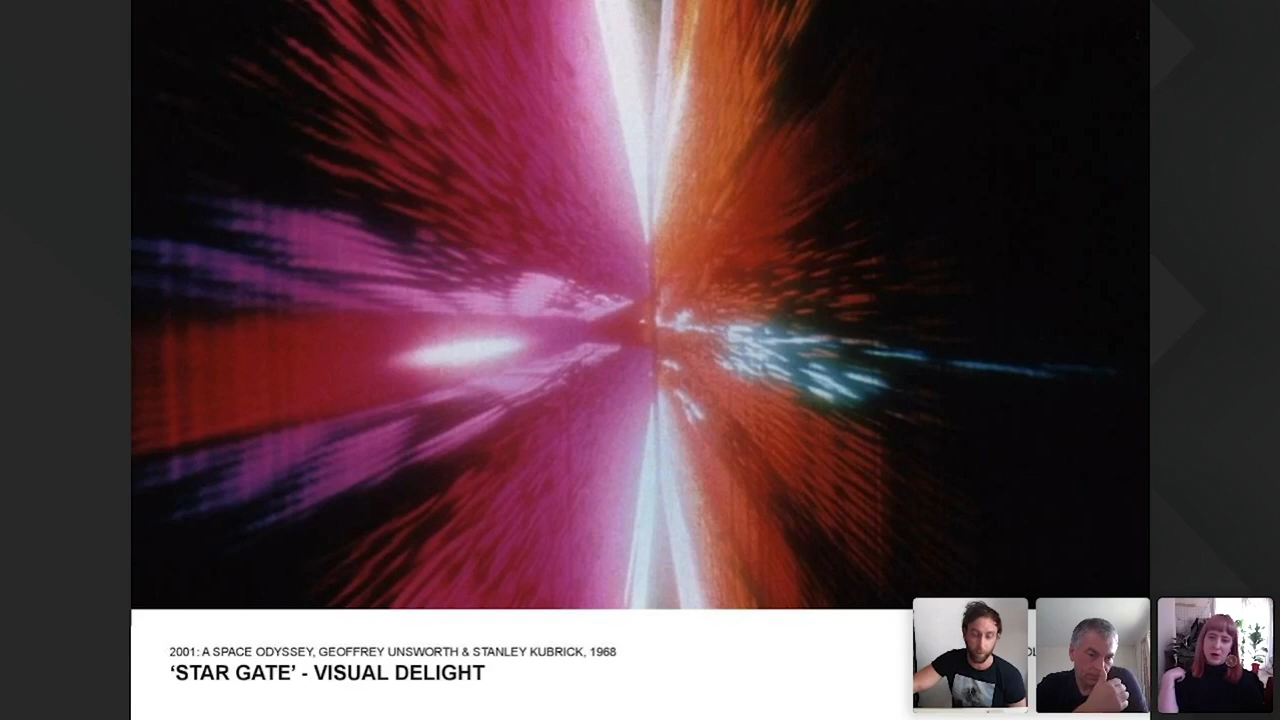 2001: A SPACE ODYSSEY, GEOFFREY UNSWORTH & STANLEY KUBRICK, 1968
‘STAR GATE’ - VISUAL DELIGHT